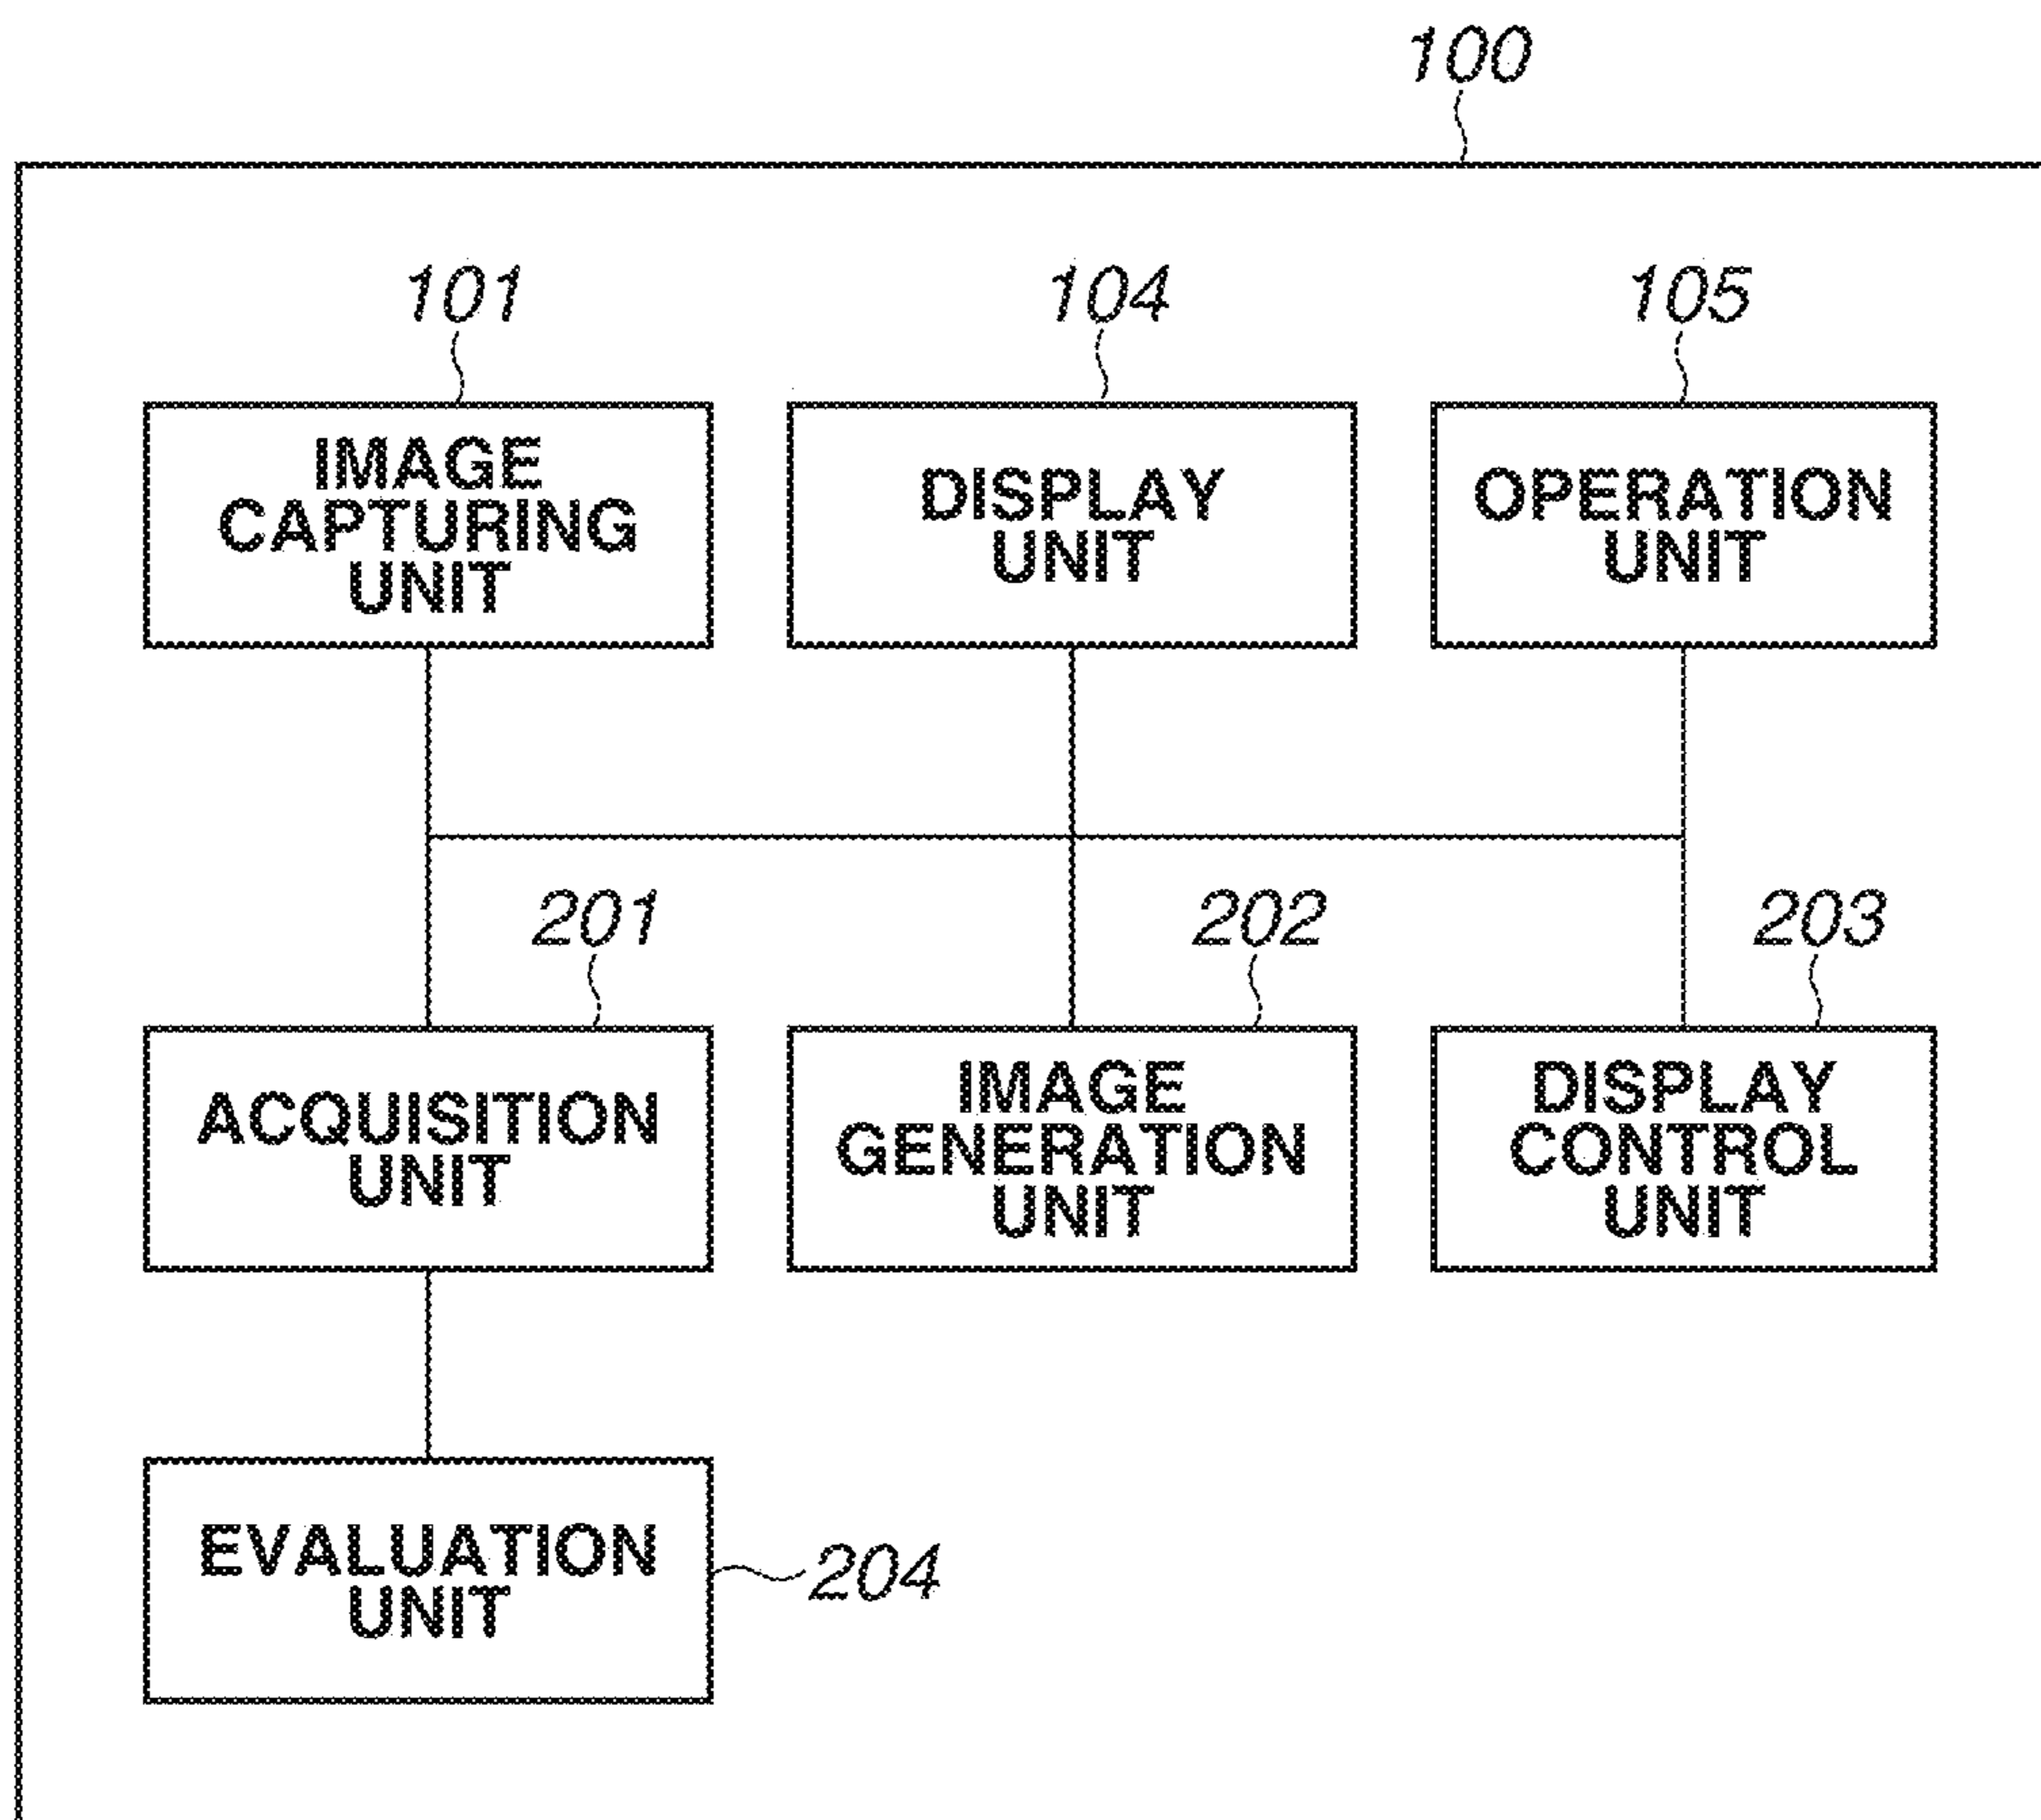 100
101
104
105
IMAGE
CAPTURING
UNIT
DISPLAY
UNIT
OPERATION
UNIT
201
202
203
ACQUISITION
UNIT
IMAGE
GENERATION
UNIT
DISPLAY
CONTROL
UNIT
EVALUATION
UNIT
204